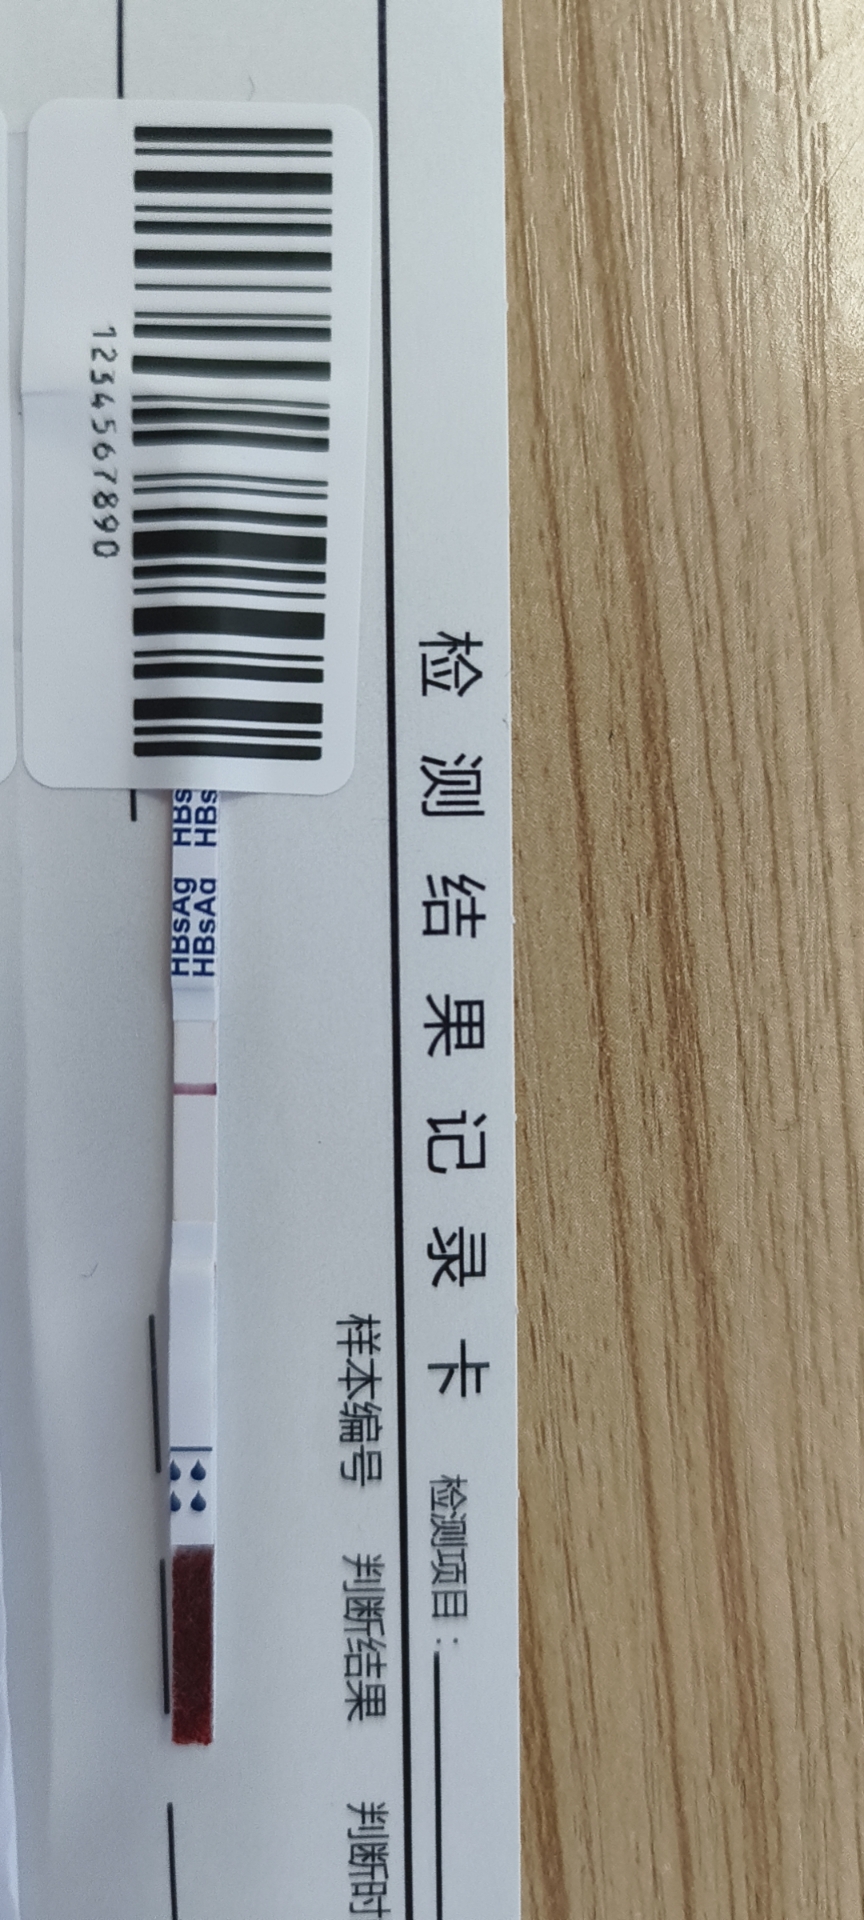 检测结果记录卡
检测项目：
样本编号 判断结果 判断时
1234567890
HBsAg HBs
HBsAg HBs